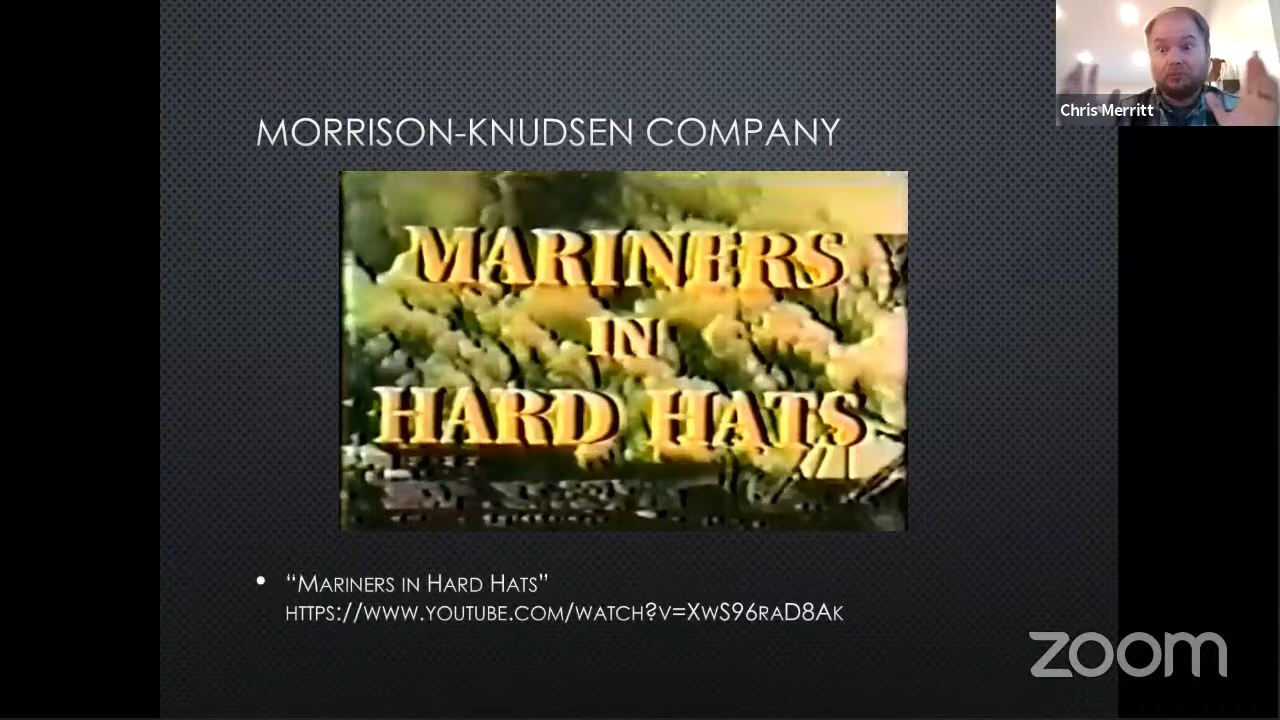 Chris Merritt
MORRISON-KNUDSEN COMPANY
MARINERS
IN
HARD HATS
• “MARINERS IN HARD HATS”
HTTPS://WWW.YOUTUBE.COM/WATCH?V=XWS96RAD8AK
zoom